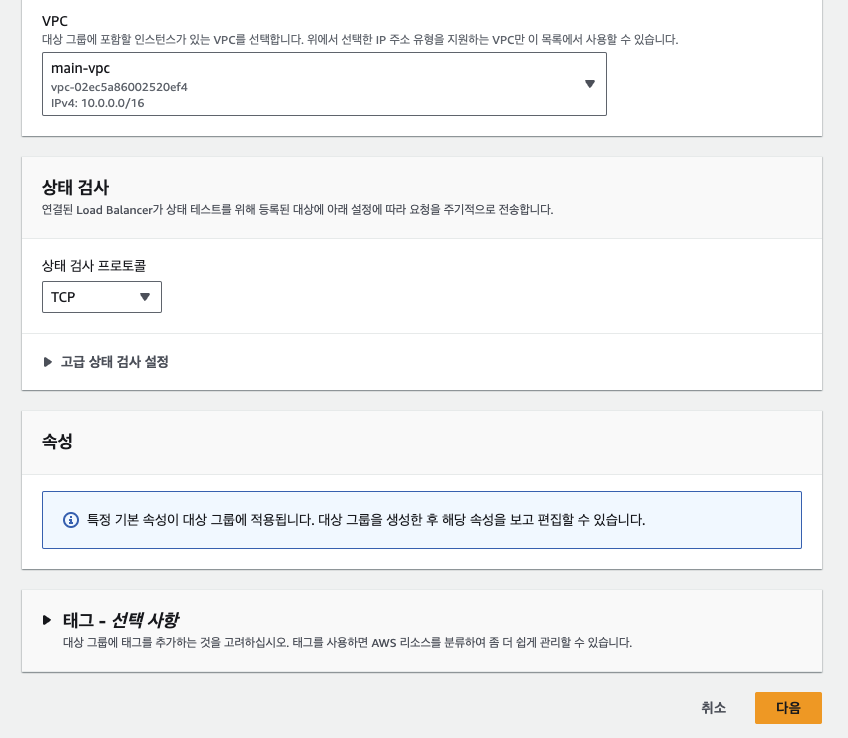 VPC
대상 그룹에 포함할 인스턴스가 있는 VPC를 선택합니다. 위에서 선택한 IP 주소 유형을 지원하는 VPC만 이 목록에서 사용할 수 있습니다.
main-vpc
vpc-02ec5a86002520ef4
IPv4: 10.0.0.0/16
상태 검사
연결된 Load Balancer가 상태 테스트를 위해 등록된 대상에 아래 설정에 따라 요청을 주기적으로 전송합니다.
상태 검사 프로토콜
TCP
고급 상태 검사 설정
속성
특정 기본 속성이 대상 그룹에 적용됩니다. 대상 그룹을 생성한 후 해당 속성을 보고 편집할 수 있습니다.
태그 - 선택 사항
대상 그룹에 태그를 추가하는 것을 고려하십시오. 태그를 사용하면 AWS 리소스를 분류하여 좀 더 쉽게 관리할 수 있습니다.
취소
다음